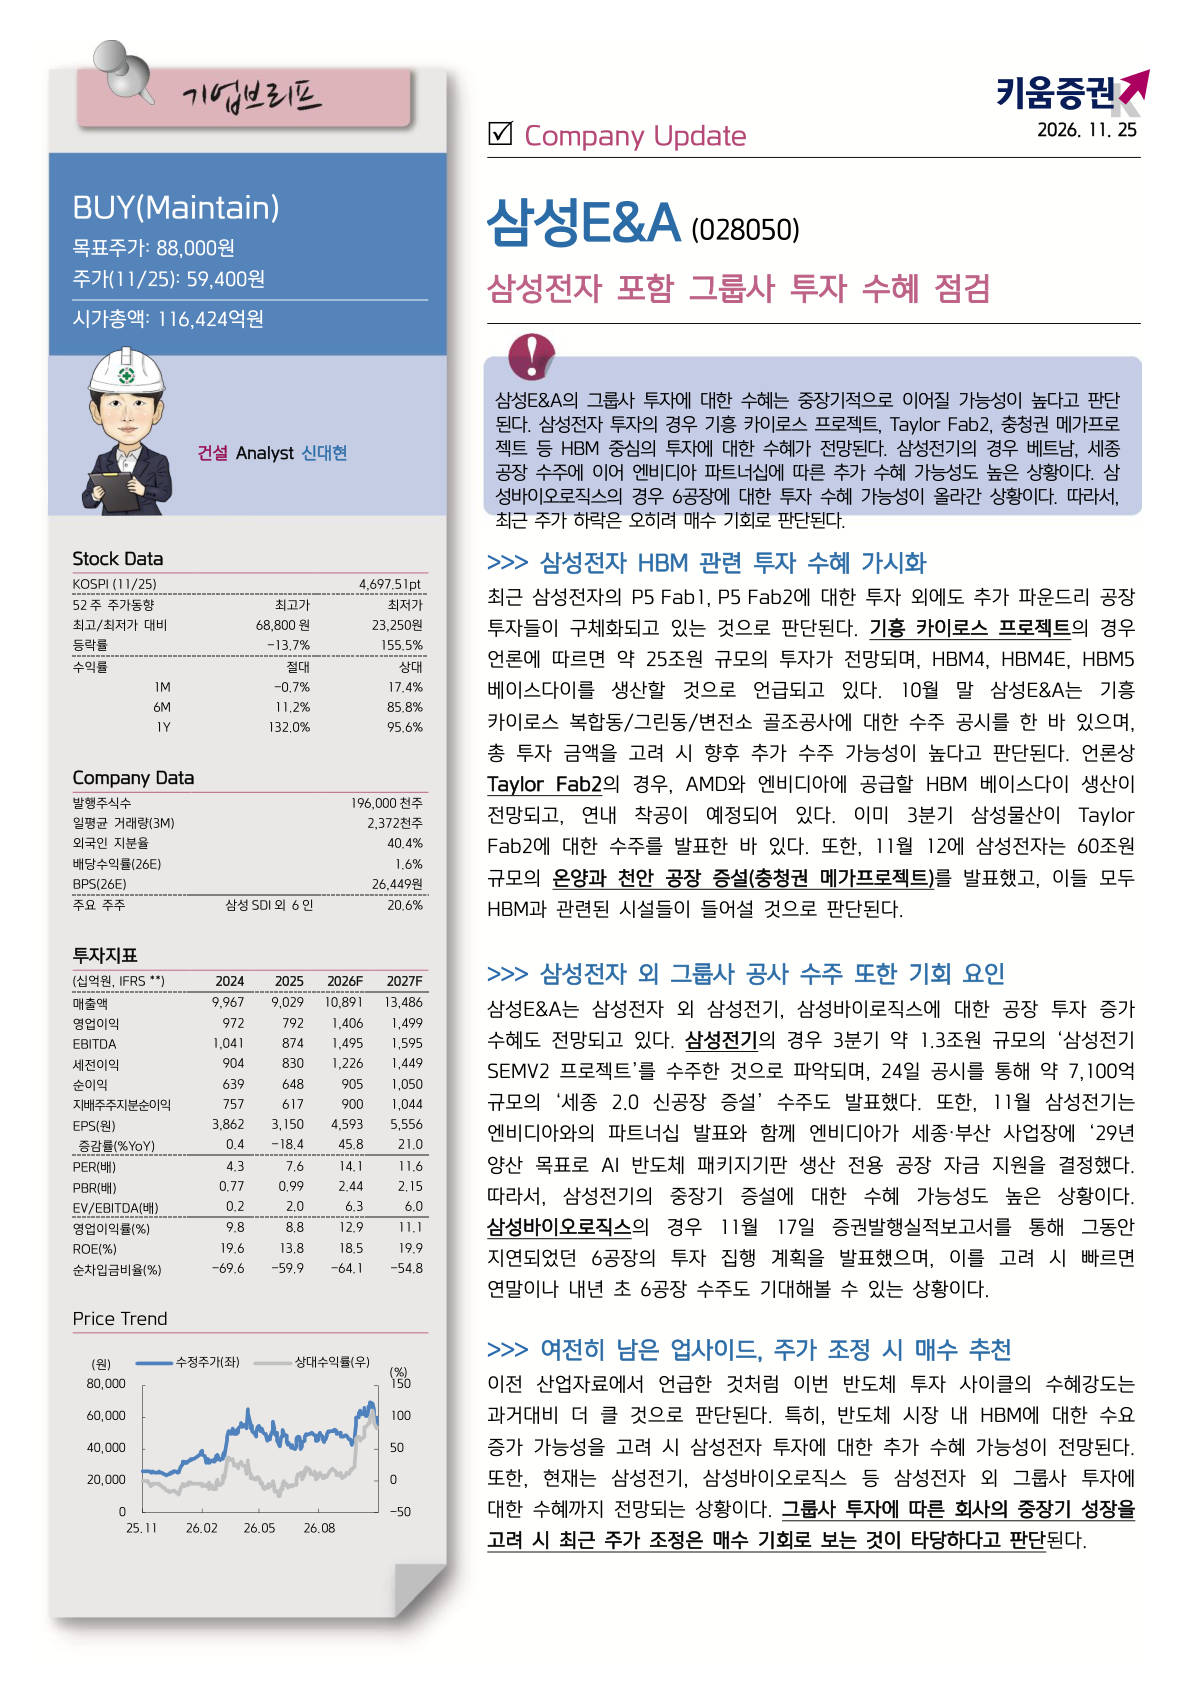 기업브리프
BUY(Maintain)
목표주가: 88,000원
주가(11/25): 59,400원
시가총액: 116,424억원
건설 Analyst 신대현
Stock Data
KOSPI (11/25) 4,697.51pt
52 주 주가동향 최고가 최저가
최고/최저가 대비 68,800 원 23,250원
등락률 -13.7% 155.5%
수익률 절대 상대
1M -0.7% 17.4%
6M 11.2% 85.8%
1Y 132.0% 95.6%
Company Data
발행주식수 196,000 천주
일평균 거래량(3M) 2,372천주
외국인 지분율 40.4%
배당수익률(26E) 1.6%
BPS(26E) 26,449원
주요 주주 삼성 SDI 외 6 인 20.6%
투자지표
(십억원, IFRS **) 2024 2025 2026F 2027F
매출액 9,967 9,029 10,891 13,486
영업이익 972 792 1,406 1,499
EBITDA 1,041 874 1,495 1,595
세전이익 904 830 1,226 1,449
순이익 639 648 905 1,050
지배주주지분순이익 757 617 900 1,044
EPS(원) 3,862 3,150 4,593 5,556
증감률(%YoY) 0.4 -18.4 45.8 21.0
PER(배) 4.3 7.6 14.1 11.6
PBR(배) 0.77 0.99 2.44 2.15
EV/EBITDA(배) 0.2 2.0 6.3 6.0
영업이익률(%) 9.8 8.8 12.9 11.1
ROE(%) 19.6 13.8 18.5 19.9
순차입금비율(%) -69.6 -59.9 -64.1 -54.8
Price Trend
(원) 수정주가(좌) 상대수익률(우) (%)
80,000 150
60,000 100
40,000 50
20,000 0
0 -50
25.11 26.02 26.05 26.08
키움증권
2026. 11. 25
Company Update
삼성E&A (028050)
삼성전자 포함 그룹사 투자 수혜 점검
삼성E&A의 그룹사 투자에 대한 수혜는 중장기적으로 이어질 가능성이 높다고 판단
된다. 삼성전자 투자의 경우 기흥 카이로스 프로젝트, Taylor Fab2, 충청권 메가프로
젝트 등 HBM 중심의 투자에 대한 수혜가 전망된다. 삼성전기의 경우 베트남, 세종
공장 수주에 이어 엔비디아 파트너십에 따른 추가 수혜 가능성도 높은 상황이다. 삼
성바이오로직스의 경우 6공장에 대한 투자 수혜 가능성이 올라간 상황이다. 따라서,
최근 주가 하락은 오히려 매수 기회로 판단된다.
>>> 삼성전자 HBM 관련 투자 수혜 가시화
최근 삼성전자의 P5 Fab1, P5 Fab2에 대한 투자 외에도 추가 파운드리 공장
투자들이 구체화되고 있는 것으로 판단된다. 기흥 카이로스 프로젝트의 경우
언론에 따르면 약 25조원 규모의 투자가 전망되며, HBM4, HBM4E, HBM5
베이스다이를 생산할 것으로 언급되고 있다. 10월 말 삼성E&A는 기흥
카이로스 복합동/그린동/변전소 골조공사에 대한 수주 공시를 한 바 있으며,
총 투자 금액을 고려 시 향후 추가 수주 가능성이 높다고 판단된다. 언론상
Taylor Fab2의 경우, AMD와 엔비디아에 공급할 HBM 베이스다이 생산이
전망되고, 연내 착공이 예정되어 있다. 이미 3분기 삼성물산이 Taylor
Fab2에 대한 수주를 발표한 바 있다. 또한, 11월 12에 삼성전자는 60조원
규모의 온양과 천안 공장 증설(충청권 메가프로젝트)를 발표했고, 이들 모두
HBM과 관련된 시설들이 들어설 것으로 판단된다.
>>> 삼성전자 외 그룹사 공사 수주 또한 기회 요인
삼성E&A는 삼성전자 외 삼성전기, 삼성바이로직스에 대한 공장 투자 증가
수혜도 전망되고 있다. 삼성전기의 경우 3분기 약 1.3조원 규모의 ‘삼성전기
SEMV2 프로젝트’를 수주한 것으로 파악되며, 24일 공시를 통해 약 7,100억
규모의 ‘세종 2.0 신공장 증설’ 수주도 발표했다. 또한, 11월 삼성전기는
엔비디아와의 파트너십 발표와 함께 엔비디아가 세종·부산 사업장에 ‘29년
양산 목표로 AI 반도체 패키지기판 생산 전용 공장 자금 지원을 결정했다.
따라서, 삼성전기의 중장기 증설에 대한 수혜 가능성도 높은 상황이다.
삼성바이오로직스의 경우 11월 17일 증권발행실적보고서를 통해 그동안
지연되었던 6공장의 투자 집행 계획을 발표했으며, 이를 고려 시 빠르면
연말이나 내년 초 6공장 수주도 기대해볼 수 있는 상황이다.
>>> 여전히 남은 업사이드, 주가 조정 시 매수 추천
이전 산업자료에서 언급한 것처럼 이번 반도체 투자 사이클의 수혜강도는
과거대비 더 클 것으로 판단된다. 특히, 반도체 시장 내 HBM에 대한 수요
증가 가능성을 고려 시 삼성전자 투자에 대한 추가 수혜 가능성이 전망된다.
또한, 현재는 삼성전기, 삼성바이오로직스 등 삼성전자 외 그룹사 투자에
대한 수혜까지 전망되는 상황이다. 그룹사 투자에 따른 회사의 중장기 성장을
고려 시 최근 주가 조정은 매수 기회로 보는 것이 타당하다고 판단된다.